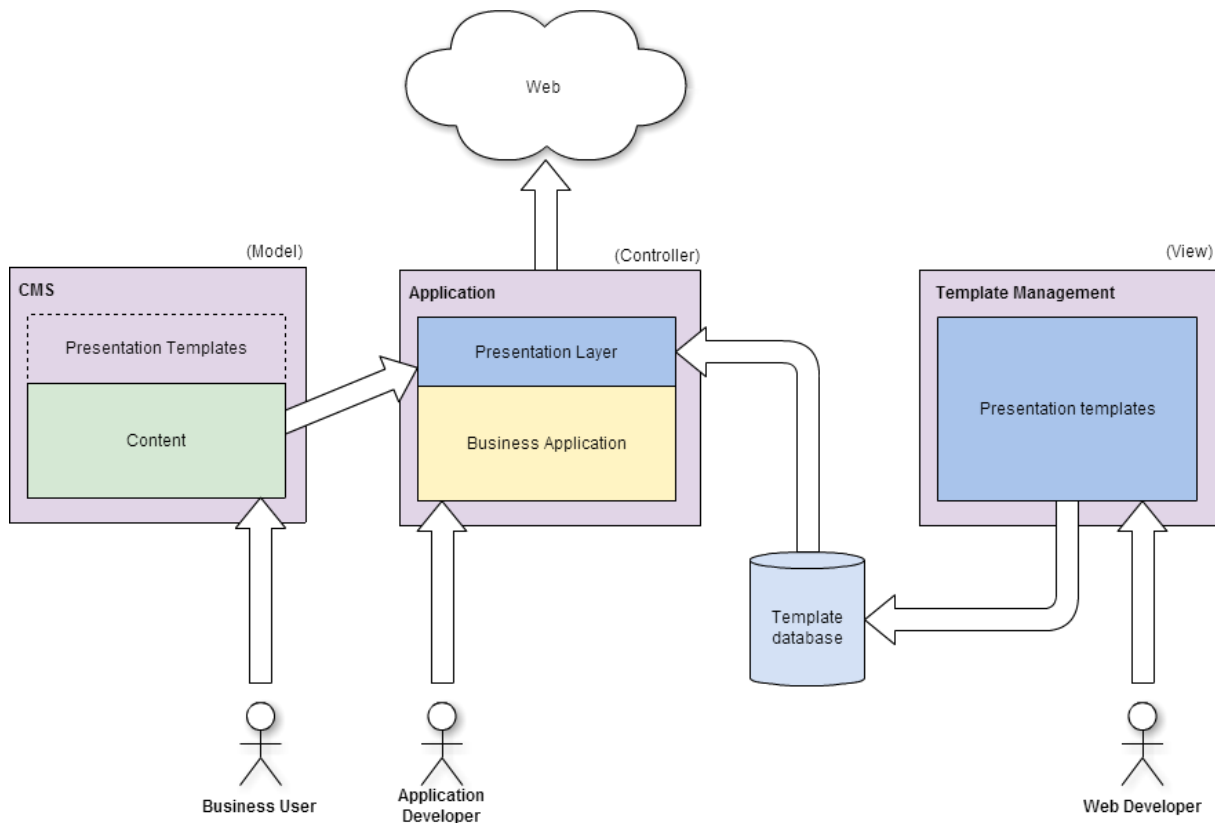 Web
(Model)
(Controller)
(View)
CMS
Application
Template Management
Presentation Templates
Presentation Layer
Presentation templates
Content
Business Application
Template
database
Business User
Application
Developer
Web Developer